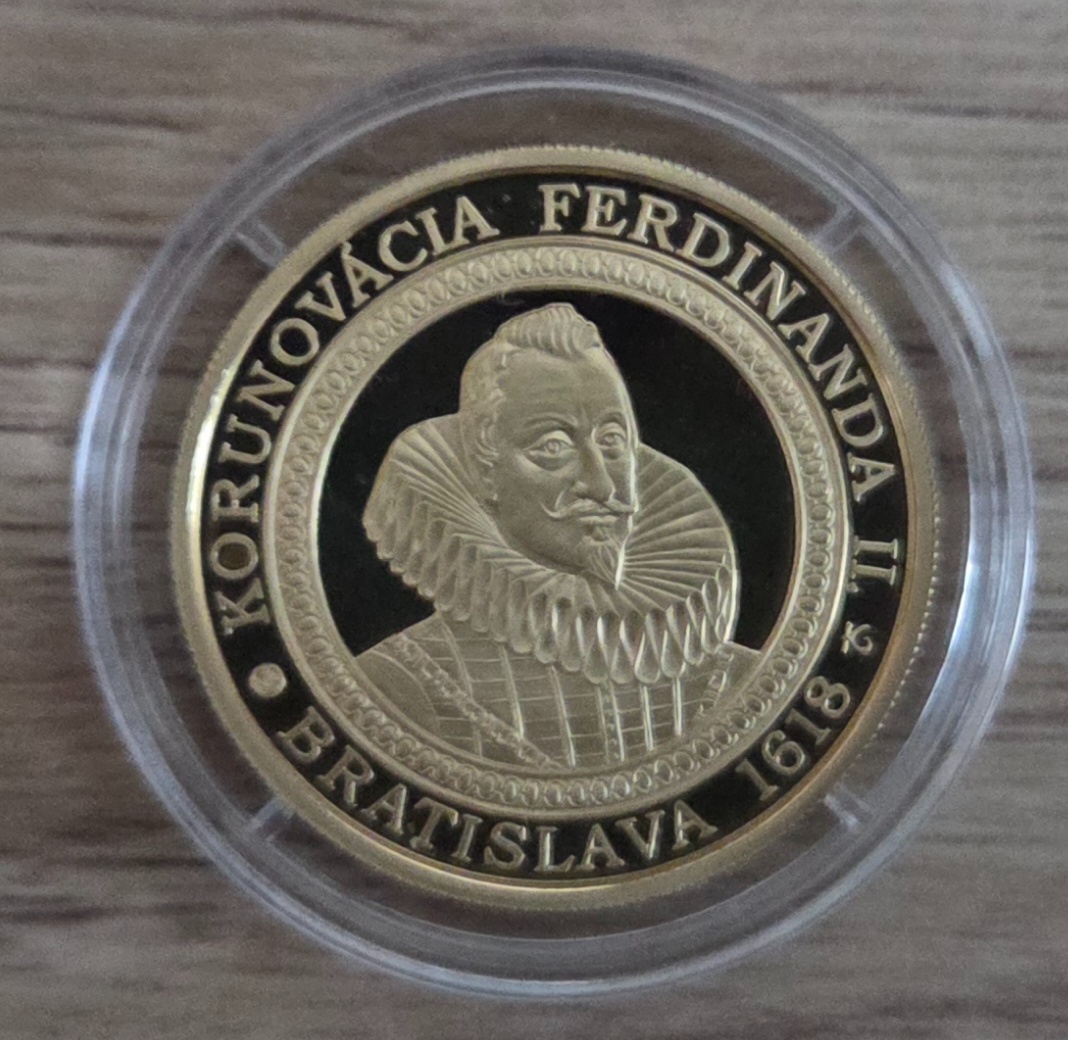 KORUNOVÁCIA FERDINANDA II.
BRATISLAVA 1618